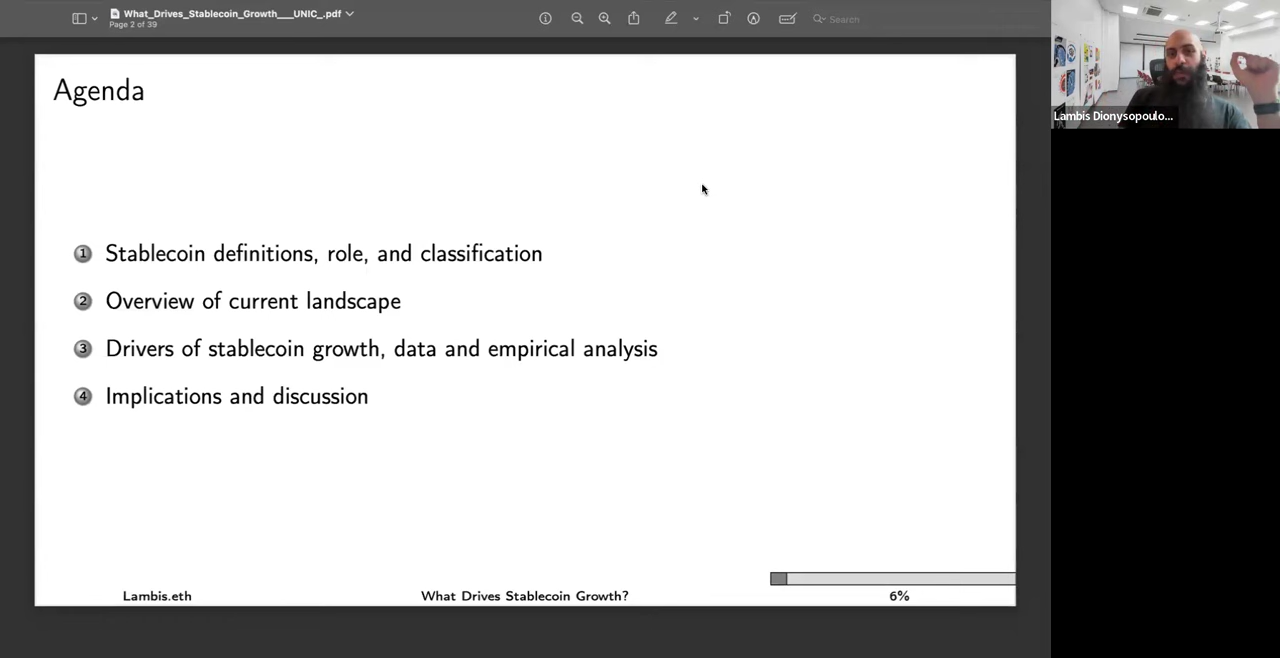 What_Drives_Stablecoin_Growth___UNIC_.pdf
Page 2 of 39
Search
Agenda
1 Stablecoin definitions, role, and classification
2 Overview of current landscape
3 Drivers of stablecoin growth, data and empirical analysis
4 Implications and discussion
Lambis.eth
What Drives Stablecoin Growth?
6%
Lambis Dionysopoulo...